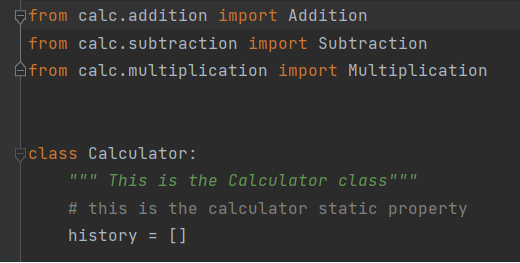 from calc.addition import Addition
from calc.subtraction import Subtraction
from calc.multiplication import Multiplication
class Calculator:
""" This is the Calculator class"""
# this is the calculator static property
history = []